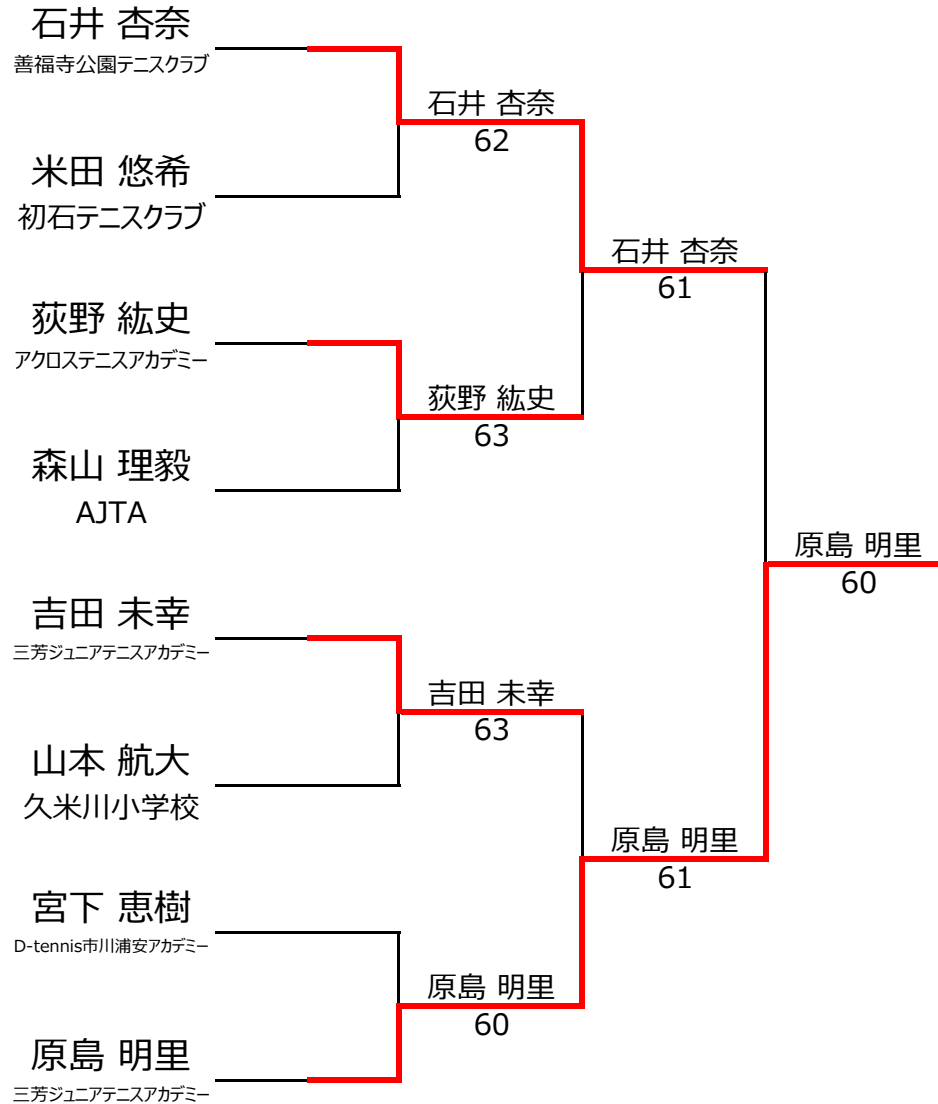 石井 杏奈
善福寺公園テニスクラブ
米田 悠希
初石テニスクラブ
荻野 紘史
アクロステニスアカデミー
森山 理毅
AJTA
吉田 未幸
三芳ジュニアテニスアカデミー
山本 航大
久米川小学校
宮下 恵樹
D-tennis市川浦安アカデミー
原島 明里
三芳ジュニアテニスアカデミー
石井 杏奈
62
荻野 紘史
63
吉田 未幸
63
原島 明里
60
石井 杏奈
61
原島 明里
61
原島 明里
60